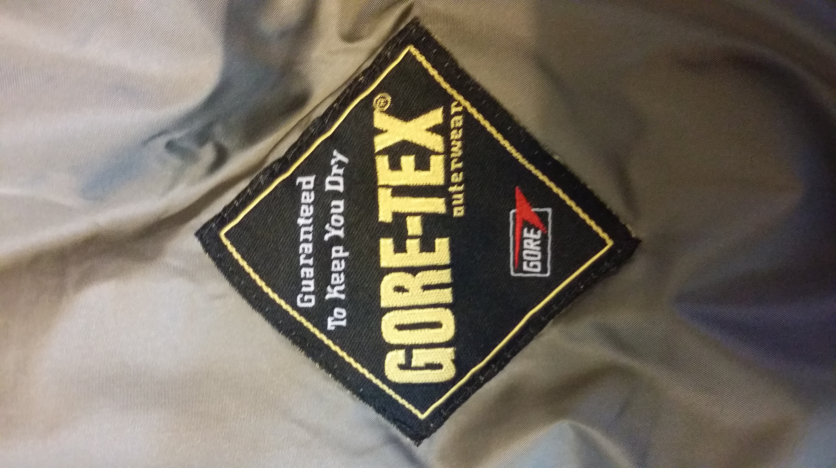 Guaranteed
To Keep You Dry
GORE-TEX®
outerwear
GORE